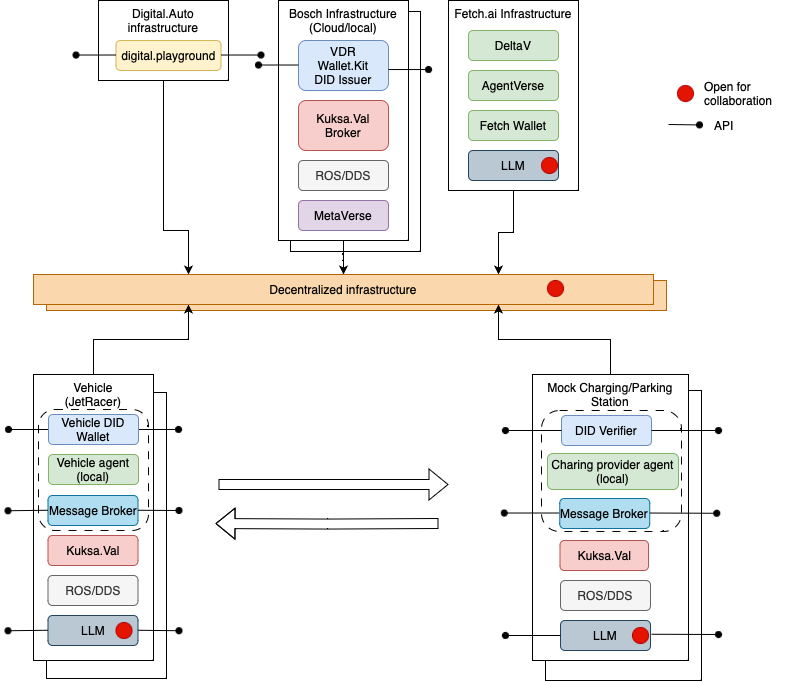 Digital.Auto
infrastructure
digital.playground
Bosch Infrastructure
(Cloud/local)
VDR
Wallet.Kit
DID Issuer
Kuksa.Val
Broker
ROS/DDS
MetaVerse
Fetch.ai Infrastructure
DeltaV
AgentVerse
Fetch Wallet
LLM
Open for
collaboration
API
Decentralized infrastructure
Vehicle
(JetRacer)
Vehicle DID
Wallet
Vehicle agent
(local)
Message Broker
Kuksa.Val
ROS/DDS
LLM
Mock Charging/Parking
Station
DID Verifier
Charing provider agent
(local)
Message Broker
Kuksa.Val
ROS/DDS
LLM